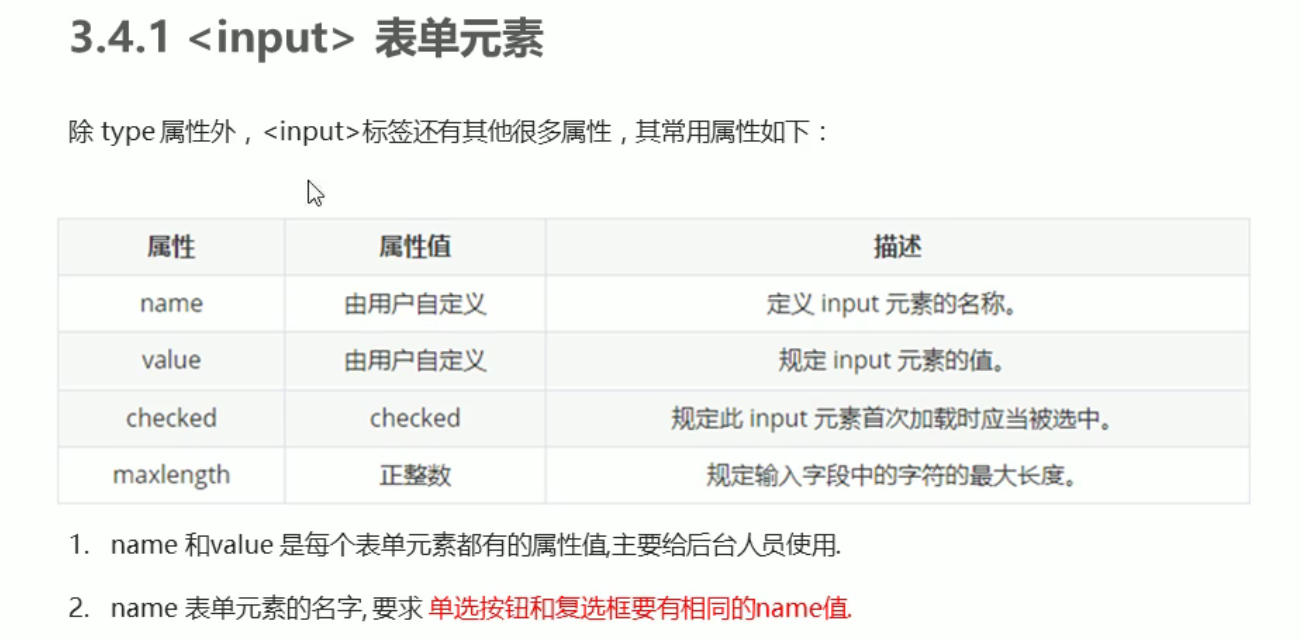 3.4.1 <input> 表单元素
除 type 属性外，<input>标签还有其他很多属性，其常用属性如下：
属性 属性值 描述
name 由用户自定义 定义 input 元素的名称。
value 由用户自定义 规定 input 元素的值。
checked checked 规定此 input 元素首次加载时应当被选中。
maxlength 正整数 规定输入字段中的字符的最大长度。
1. name 和value 是每个表单元素都有的属性值,主要给后台人员使用.
2. name 表单元素的名字, 要求 单选按钮和复选框要有相同的name值.